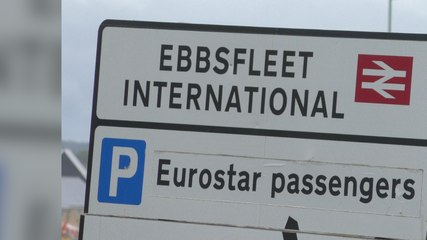 EBBSFLEET
INTERNATIONAL
P Eurostar passengers